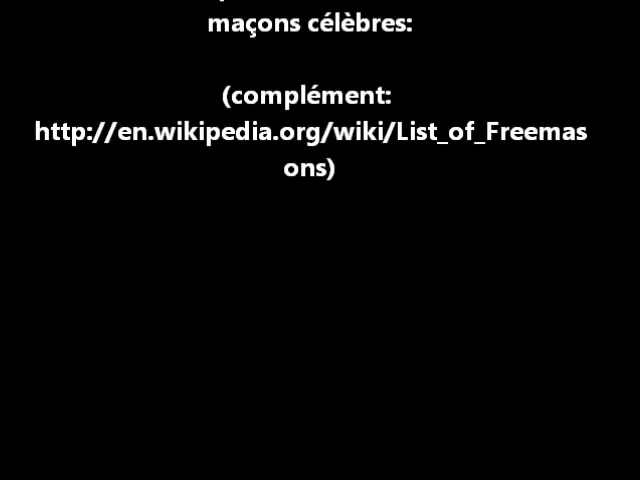 maçons célèbres:
(complément:
http://en.wikipedia.org/wiki/List_of_Freemas
ons)